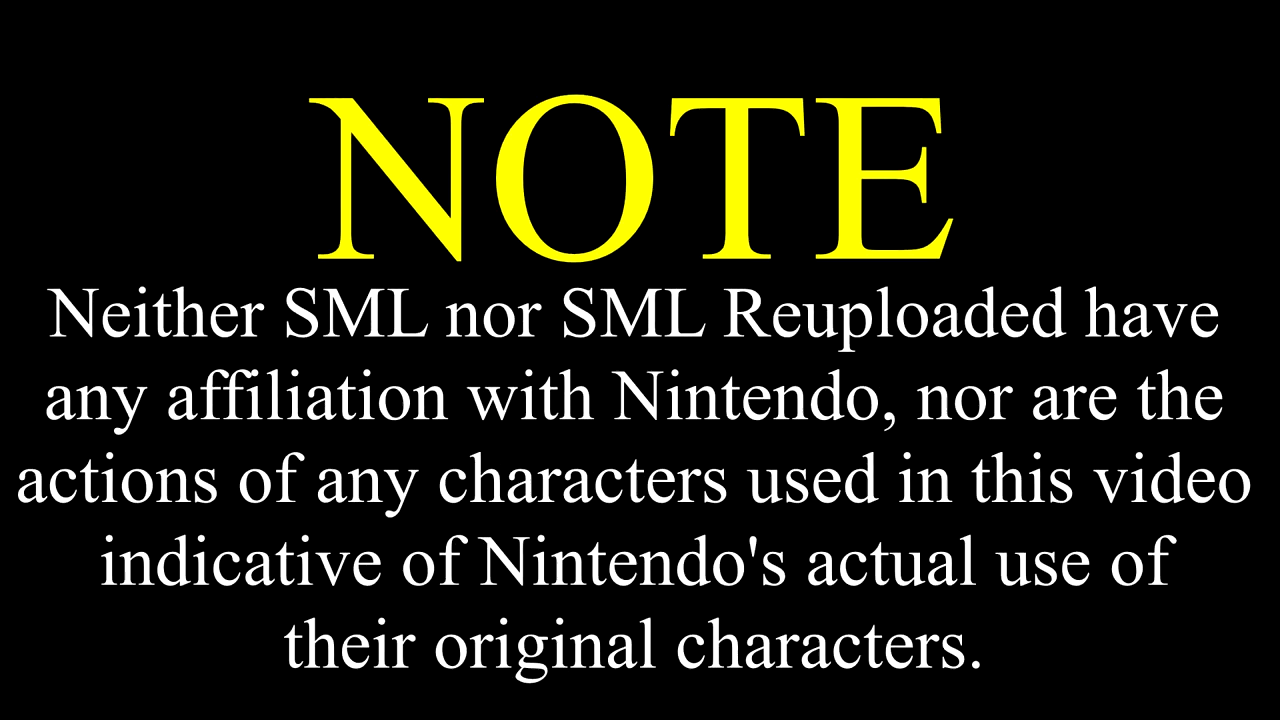 NOTE
Neither SML nor SML Reuploaded have
any affiliation with Nintendo, nor are the
actions of any characters used in this video
indicative of Nintendo's actual use of
their original characters.